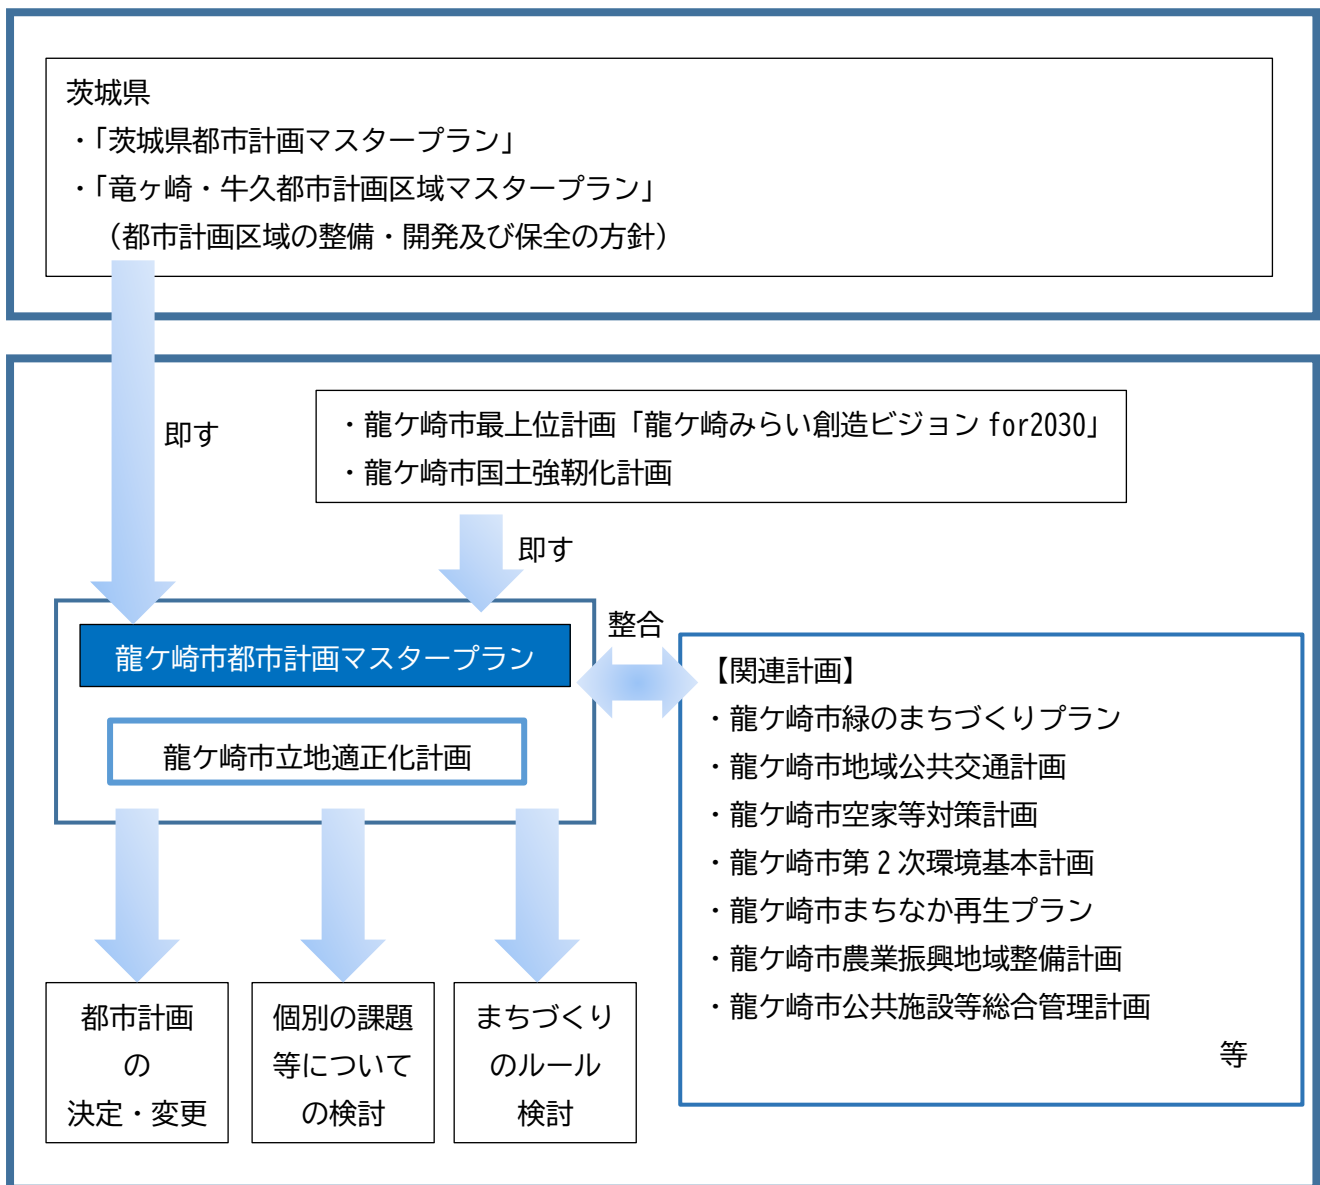 茨城県
・「茨城県都市計画マスタープラン」
・「竜ヶ崎・牛久都市計画区域マスタープラン」
（都市計画区域の整備・開発及び保全の方針）
即す
・龍ケ崎市最上位計画「龍ケ崎みらい創造ビジョン for2030」
・龍ケ崎市国土強靭化計画
即す
龍ケ崎市都市計画マスタープラン
龍ケ崎市立地適正化計画
整合
【関連計画】
・龍ケ崎市緑のまちづくりプラン
・龍ケ崎市地域公共交通計画
・龍ケ崎市空家等対策計画
・龍ケ崎市第２次環境基本計画
・龍ケ崎市まちなか再生プラン
・龍ケ崎市農業振興地域整備計画
・龍ケ崎市公共施設等総合管理計画
等
都市計画
の
決定・変更
個別の課題
等について
の検討
まちづくり
のルール
検討